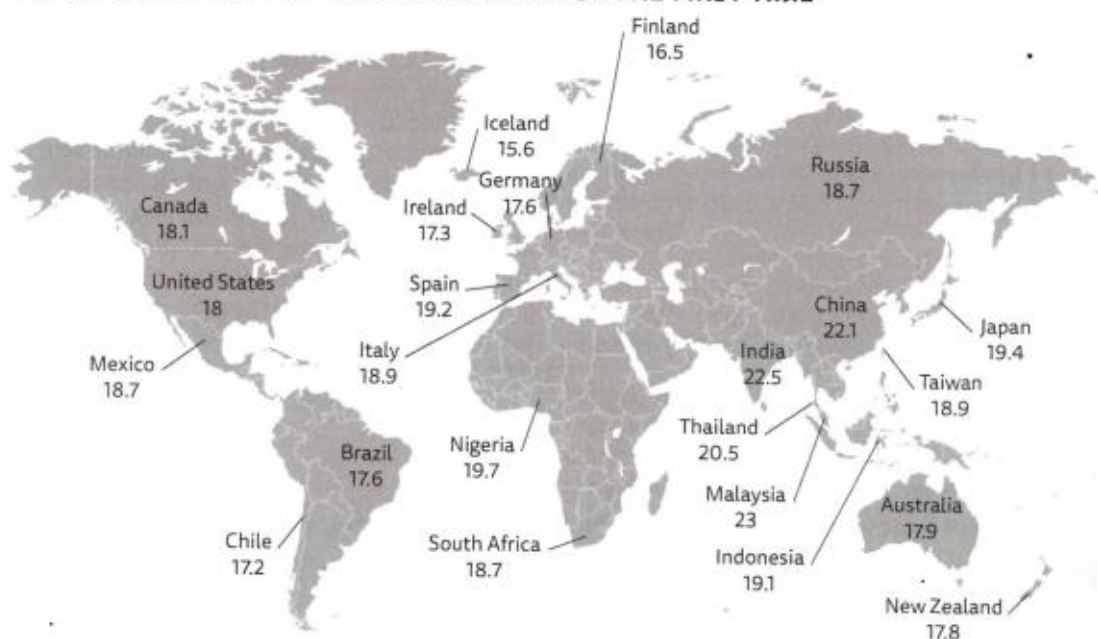 Finland
16.5
Iceland
15.6
Germany
17.6
Russia
18.7
Canada
18.1
Ireland
17.3
United States
18
Spain
19.2
China
22.1
Japan
19.4
Mexico
18.7
Italy
18.9
India
22.5
Taiwan
18.9
Nigeria
19.7
Thailand
20.5
Brazil
17.6
Malaysia
23
Australia
17.9
Chile
17.2
South Africa
18.7
Indonesia
19.1
New Zealand
17.8